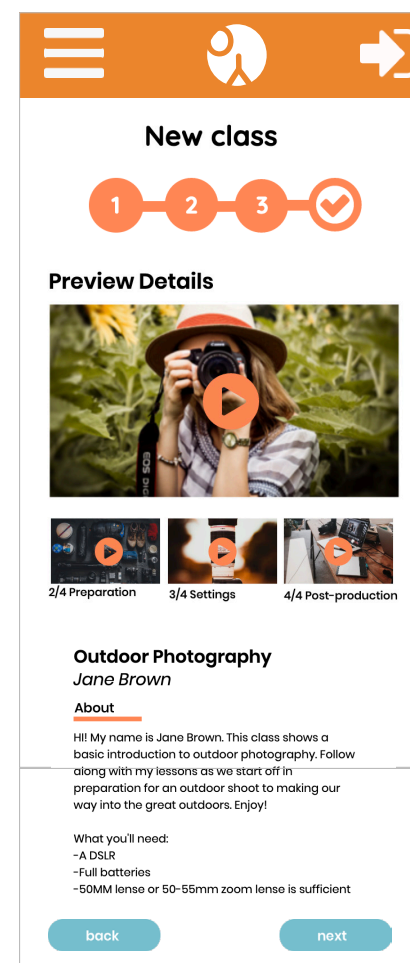 New class
1 2 3
Preview Details
Canon
EOS DIGI
2/4 Preparation 3/4 Settings 4/4 Post-production
Outdoor Photography
Jane Brown
About
HI! My name is Jane Brown. This class shows a
basic introduction to outdoor photography. Follow
along with my lessons as we start off in
preparation for an outdoor shoot to making our
way into the great outdoors. Enjoy!
What you'll need:
-A DSLR
-Full batteries
-50MM lense or 50-55mm zoom lense is sufficient
back next